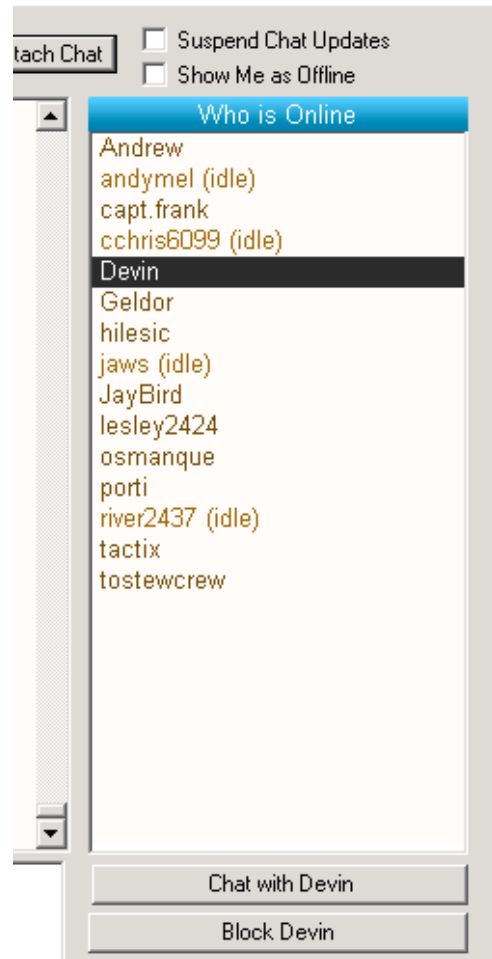 tach Chat
Suspend Chat Updates
Show Me as Offline
Who is Online
Andrew
andymel (idle)
capt.frank
cchris6099 (idle)
Devin
Geldor
hilesic
jaws (idle)
JayBird
lesley2424
osmanque
porti
river2437 (idle)
tactix
tostewcrew
Chat with Devin
Block Devin